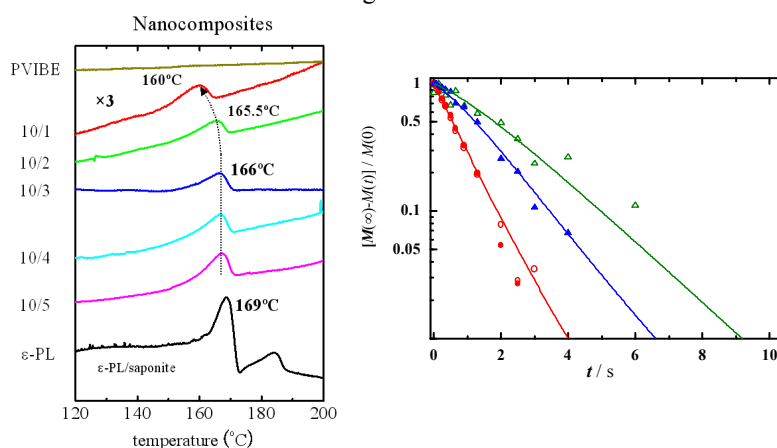 Nanocomposites
PVIBE
160°C
×3
165.5°C
10/1
10/2
166°C
10/3
10/4
10/5
169°C
ε-PL
ε-PL/saponite
120 140 160 180 200
temperature (°C)
[M(∞)-M(t)] / M(0)
1
0.5
0.1
0.05
0 2 4 6 8 10
t / s